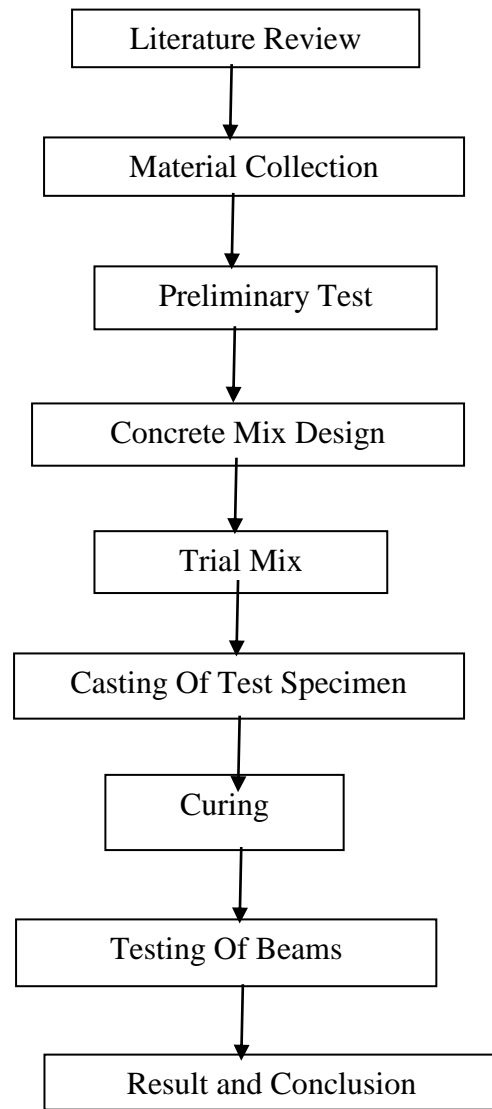 Literature Review
Material Collection
Preliminary Test
Concrete Mix Design
Trial Mix
Casting Of Test Specimen
Curing
Testing Of Beams
Result and Conclusion